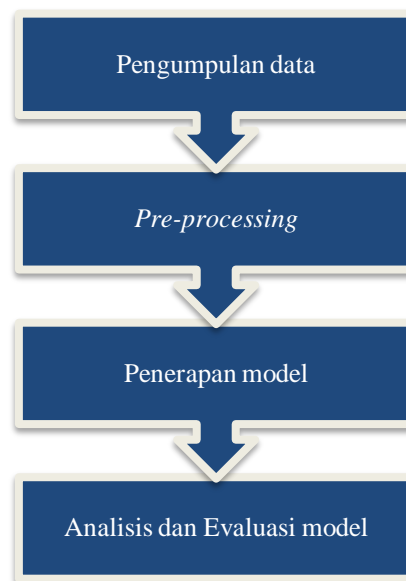 Pengumpulan data
Pre-processing
Penerapan model
Analisis dan Evaluasi model